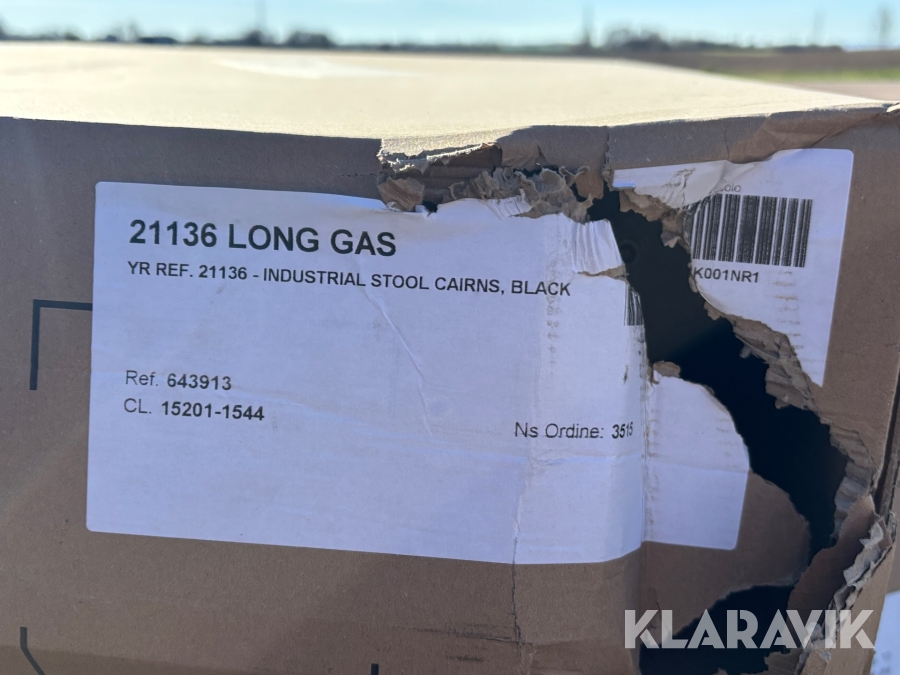 21136 LONG GAS
YR REF. 21136 - INDUSTRIAL STOOL CAIRNS, BLACK
K001NR1
Ref. 643913
CL. 15201-1544
Ns Ordine: 3515
KLARAVIK